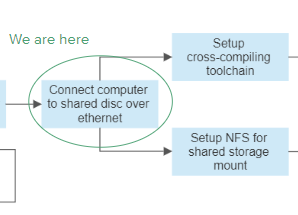 We are here
Setup
cross-compiling
toolchain
Connect computer
to shared disc over
ethernet
Setup NFS for
shared storage
mount